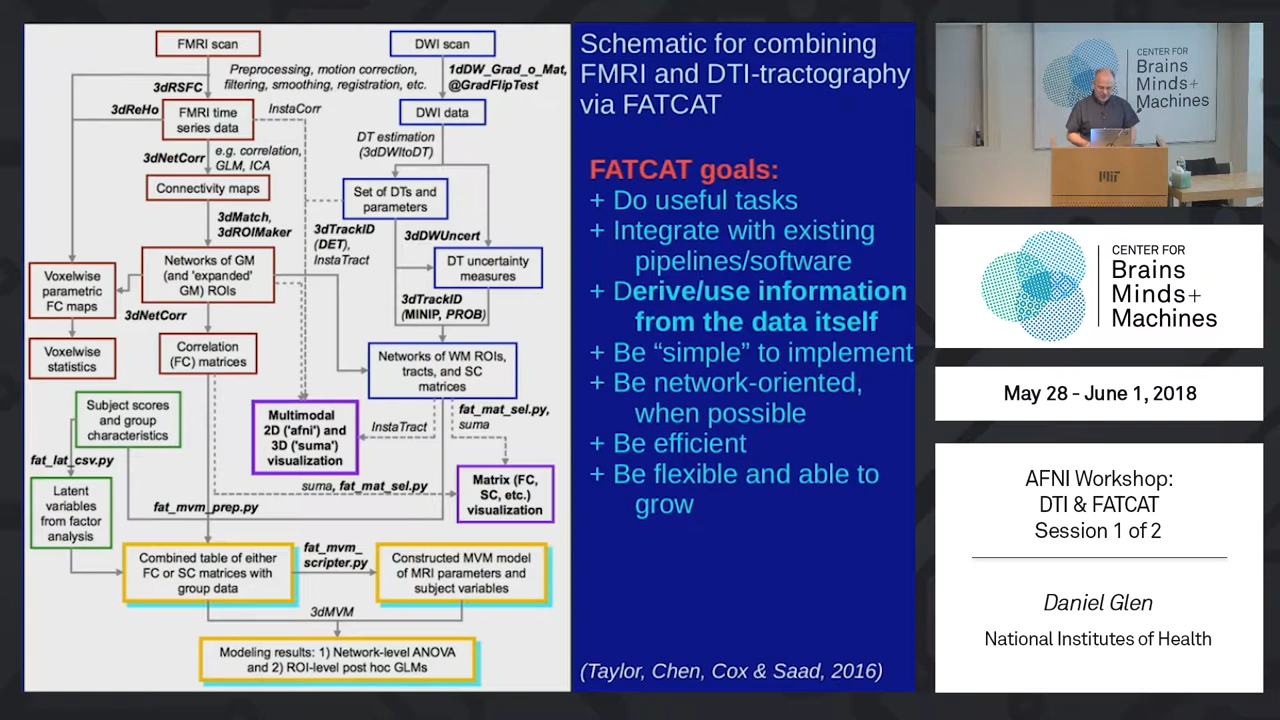 FMRI scan
DWI scan
Preprocessing, motion correction,
filtering, smoothing, registration, etc.
1dDW_Grad_o_Mat,
@GradFlipTest
3dRSFC
3dReHo
FMRI time
series data
InstaCorr
DWI data
DT estimation
(3dDWItoDT)
3dNetCorr
e.g. correlation,
GLM, ICA
Connectivity maps
Set of DTs and
parameters
3dMatch,
3dROIMaker
3dTrackID
(DET),
InstaTract
3dDWUncert
Networks of GM
(and 'expanded'
GM) ROIs
DT uncertainty
measures
Voxelwise
parametric
FC maps
3dNetCorr
3dTrackID
(MINIP, PROB)
Correlation
(FC) matrices
Voxelwise
statistics
Networks of WM ROIs,
tracts, and SC
matrices
Subject scores
and group
characteristics
Multimodal
2D ('afni') and
3D ('suma')
visualization
InstaTract
fat_mat_sel.py,
suma
fat_lat_csv.py
Latent
variables
from factor
analysis
suma, fat_mat_sel.py
Matrix (FC,
SC, etc.)
visualization
fat_mvm_prep.py
Combined table of either
FC or SC matrices with
group data
fat_mvm_
scripter.py
Constructed MVM model
of MRI parameters and
subject variables
3dMVM
Modeling results: 1) Network-level ANOVA
and 2) ROI-level post hoc GLMs
Schematic for combining
FMRI and DTI-tractography
via FATCAT
FATCAT goals:
+ Do useful tasks
+ Integrate with existing
pipelines/software
+ Derive/use information
from the data itself
+ Be “simple” to implement
+ Be network-oriented,
when possible
+ Be efficient
+ Be flexible and able to
grow
(Taylor, Chen, Cox & Saad, 2016)
CENTER FOR
Brains
Minds+
Machines
MIT
CENTER FOR
Brains
Minds+
Machines
May 28 - June 1, 2018
AFNI Workshop:
DTI & FATCAT
Session 1 of 2
Daniel Glen
National Institutes of Health